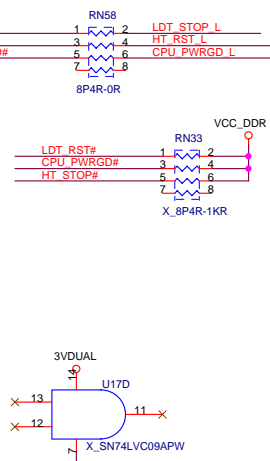 RN58
1 2 LDT_STOP_L
3 4 HT_RST_L
5 6 CPU_PWRGD_L
7 8
8P4R-0R
VCC_DDR
RN33
LDT_RST# 1 2
CPU_PWRGD# 3 4
HT_STOP# 5 6
7 8
X_8P4R-1KR
3VDUAL
14
U17D
13
11
12
X_SN74LVC09APW
7